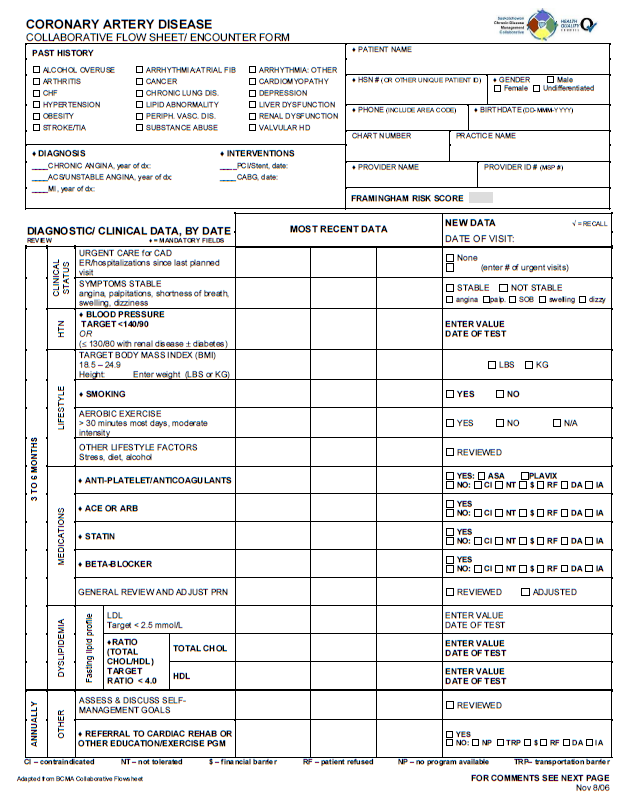 CORONARY ARTERY DISEASE
COLLABORATIVE FLOW SHEET/ ENCOUNTER FORM
Saskatchewan
Chronic Disease
Management
Collaborative
HEALTH
QUALITY
COUNCIL
PAST HISTORY
ALCOHOL OVERUSE
ARRHYTHMIA/ATRIAL FIB
ARRHYTHMIA: OTHER
ARTHRITIS
CANCER
CARDIOMYOPATHY
CHF
CHRONIC LUNG DIS.
DEPRESSION
HYPERTENSION
LIPID ABNORMALITY
LIVER DYSFUNCTION
OBESITY
PERIPH. VASC. DIS.
RENAL DYSFUNCTION
STROKE/TIA
SUBSTANCE ABUSE
VALVULAR HD
♦ PATIENT NAME
♦ HSN # (OR OTHER UNIQUE PATIENT ID)
♦ GENDER □ Male
□ Female □ Undifferentiated
♦ PHONE (INCLUDE AREA CODE)
♦ BIRTHDATE (DD-MMM-YYYY)
CHART NUMBER
PRACTICE NAME
♦ PROVIDER NAME
PROVIDER ID # (MSP #)
FRAMINGHAM RISK SCORE
♦ DIAGNOSIS
____CHRONIC ANGINA, year of dx:
____ACS/UNSTABLE ANGINA, year of dx:
____MI, year of dx:
♦ INTERVENTIONS
____PCI/Stent, date:
____CABG, date:
DIAGNOSTIC/ CLINICAL DATA, BY DATE
REVIEW ♦ = MANDATORY FIELDS
MOST RECENT DATA
NEW DATA √ = RECALL
DATE OF VISIT:
3 TO 6 MONTHS
CLINICAL
STATUS
URGENT CARE for CAD
ER/hospitalizations since last planned
visit
□ None
□ (enter # of urgent visits)
SYMPTOMS STABLE
angina, palpitations, shortness of breath,
swelling, dizziness
□ STABLE □ NOT STABLE
□ angina □ palp. □ SOB □ swelling □ dizzy
HTN
♦ BLOOD PRESSURE
TARGET <140/90
OR
(≤ 130/80 with renal disease ± diabetes)
ENTER VALUE
DATE OF TEST
LIFESTYLE
TARGET BODY MASS INDEX (BMI)
18.5 – 24.9
Height: Enter weight (LBS or KG)
□ LBS □ KG
♦ SMOKING
□ YES □ NO
AEROBIC EXERCISE
> 30 minutes most days, moderate
intensity
□ YES □ NO □ N/A
OTHER LIFESTYLE FACTORS
Stress, diet, alcohol
□ REVIEWED
MEDICATIONS
♦ ANTI-PLATELET/ANTICOAGULANTS
□ YES: □ ASA □ PLAVIX
□ NO: □ CI □ NT □ $ □ RF □ DA □ IA
♦ ACE OR ARB
□ YES
□ NO: □ CI □ NT □ $ □ RF □ DA □ IA
♦ STATIN
□ YES
□ NO: □ CI □ NT □ $ □ RF □ DA □ IA
♦ BETA-BLOCKER
□ YES
□ NO: □ CI □ NT □ $ □ RF □ DA □ IA
GENERAL REVIEW AND ADJUST PRN
□ REVIEWED □ ADJUSTED
DYSLIPIDEMIA
Fasting lipid profile
LDL
Target < 2.5 mmol/L
ENTER VALUE
DATE OF TEST
♦RATIO
(TOTAL
CHOL/HDL)
TARGET
RATIO < 4.0
TOTAL CHOL
ENTER VALUE
DATE OF TEST
HDL
ENTER VALUE
DATE OF TEST
ANNUALLY
OTHER
ASSESS & DISCUSS SELF-
MANAGEMENT GOALS
□ REVIEWED
♦ REFERRAL TO CARDIAC REHAB OR
OTHER EDUCATION/EXERCISE PGM
□ YES
□ NO: □ NP □ TRP □ $ □ RF □ DA □ IA
CI – contraindicated NT – not tolerated $ – financial barrier RF – patient refused NP – no program available TRP– transportation barrier
Adapted from BCMA Collaborative Flowsheet
FOR COMMENTS SEE NEXT PAGE
Nov 8/06